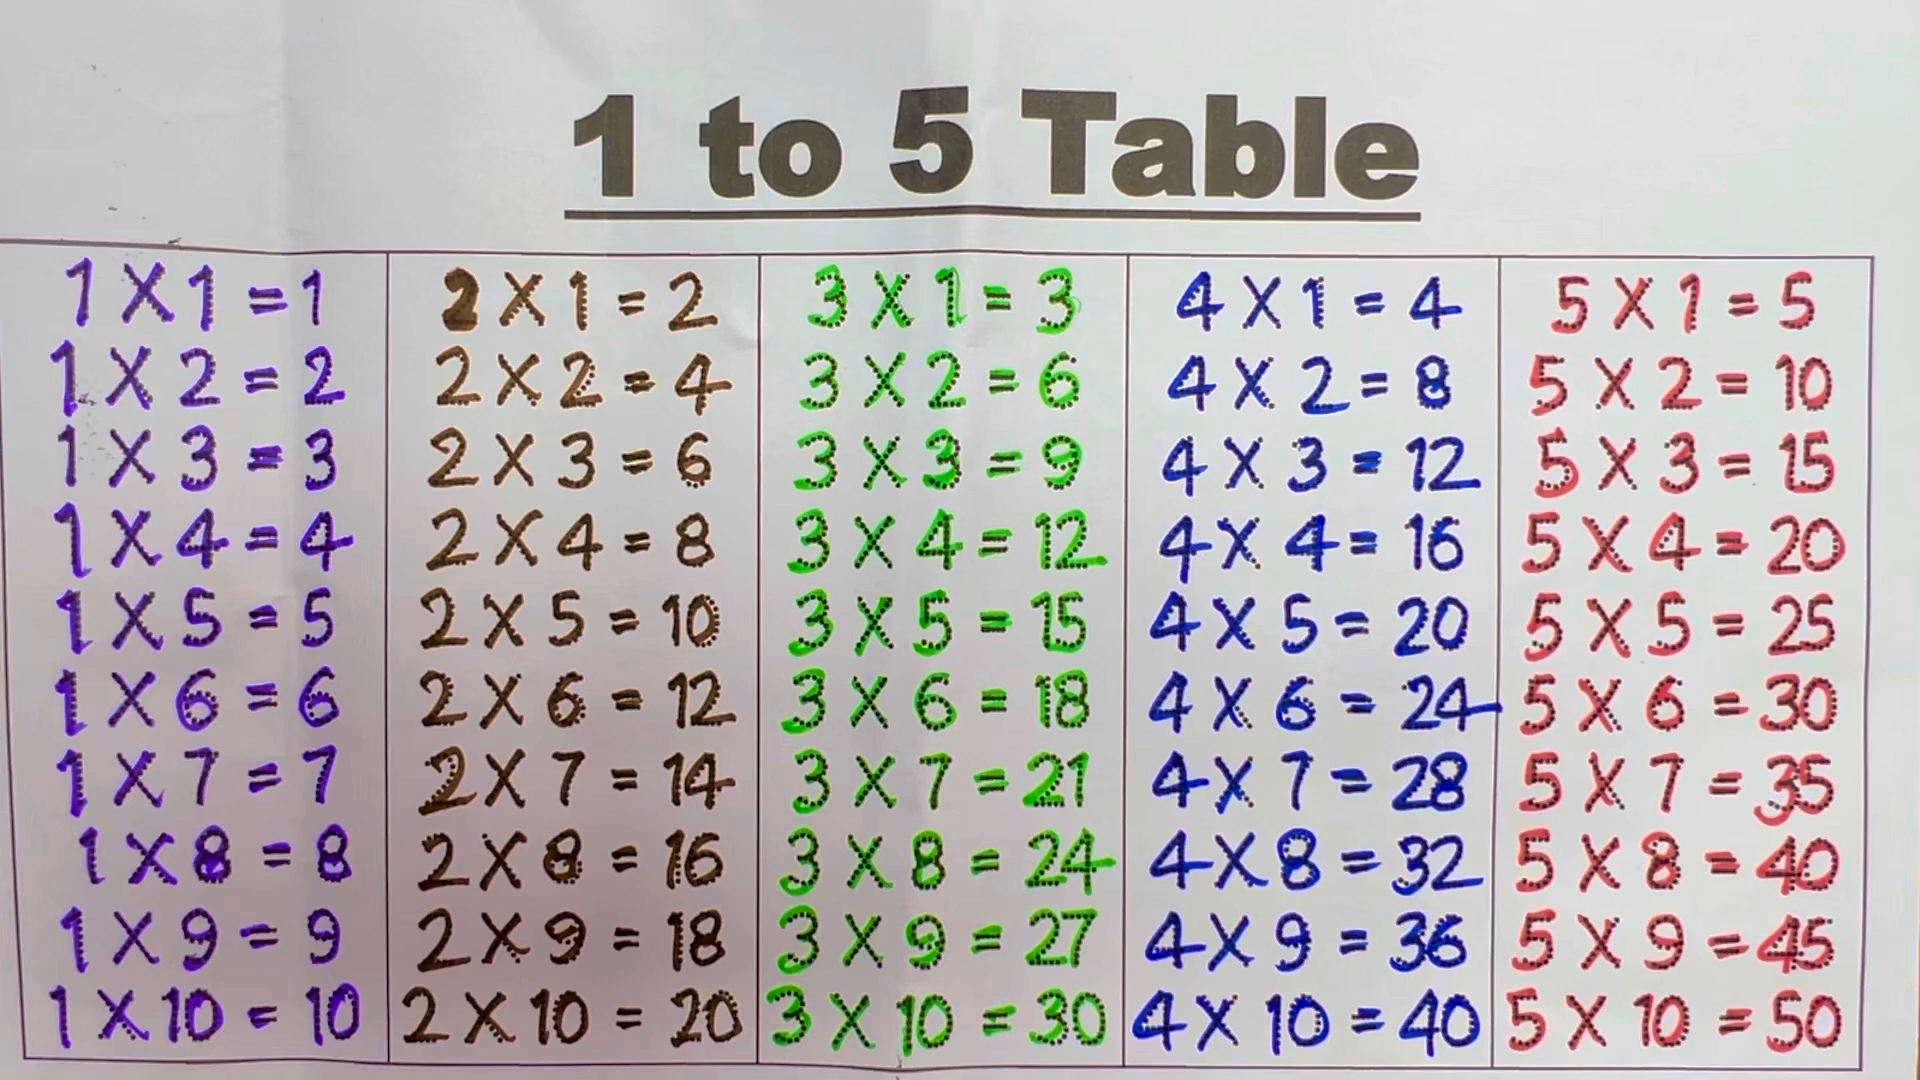 1 to 5 Table
1 X 1 = 1
1 X 2 = 2
1 X 3 = 3
1 X 4 = 4
1 X 5 = 5
1 X 6 = 6
1 X 7 = 7
1 X 8 = 8
1 X 9 = 9
1 X 10 = 10
2 X 1 = 2
2 X 2 = 4
2 X 3 = 6
2 X 4 = 8
2 X 5 = 10
2 X 6 = 12
2 X 7 = 14
2 X 8 = 16
2 X 9 = 18
2 X 10 = 20
3 X 1 = 3
3 X 2 = 6
3 X 3 = 9
3 X 4 = 12
3 X 5 = 15
3 X 6 = 18
3 X 7 = 21
3 X 8 = 24
3 X 9 = 27
3 X 10 = 30
4 X 1 = 4
4 X 2 = 8
4 X 3 = 12
4 X 4 = 16
4 X 5 = 20
4 X 6 = 24
4 X 7 = 28
4 X 8 = 32
4 X 9 = 36
4 X 10 = 40
5 X 1 = 5
5 X 2 = 10
5 X 3 = 15
5 X 4 = 20
5 X 5 = 25
5 X 6 = 30
5 X 7 = 35
5 X 8 = 40
5 X 9 = 45
5 X 10 = 50